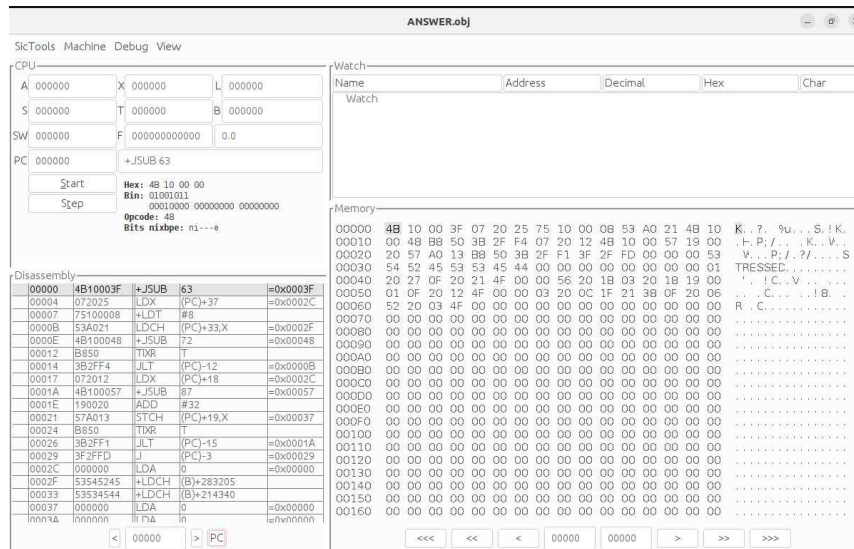 ANSWER.obj
SicTools Machine Debug View
CPU
A 000000 X 000000 L 000000
S 000000 T 000000 B 000000
SW 000000 F 000000000000 0.0
PC 000000 +JSUB 63
Start
Step
Hex: 4B 10 00 00
Bin: 01001011
00010000 00000000 00000000
Opcode: 48
Bits nixbpe: ni---e
Disassembly
00000 4B10003F +JSUB 63 =0x0003F
00004 072025 LDX (PC)+37 =0x0002C
00007 75100008 +LDT #8
0000B 53A021 LDCH (PC)+33,X =0x0002F
0000E 4B100048 +JSUB 72 =0x00048
00012 B850 TIXR T
00014 3B2FF4 JLT (PC)-12 =0x0000B
00017 072012 LDX (PC)+18 =0x0002C
0001A 4B100057 +JSUB 87 =0x00057
0001E 190020 ADD #32
00021 57A013 STCH (PC)+19,X =0x00037
00024 B850 TIXR T
00026 3B2FF1 JLT (PC)-15 =0x0001A
00029 3F2FFD J (PC)-3 =0x00029
0002C 000000 LDA 0 =0x00000
0002F 53545245 +LDCH (B)+283205
00033 53534544 +LDCH (B)+214340
00037 000000 LDA 0 =0x00000
0003A 000000 LDA 0 =0x00000
< 00000 > PC
Watch
Name Address Decimal Hex Char
Watch
Memory
00000 4B 10 00 3F 07 20 25 75 10 00 08 53 A0 21 4B 10 K..?. %u...S.!K.
00010 00 48 B8 50 3B 2F F4 07 20 12 4B 10 00 57 19 00 .H.P;/.. .K..W..
00020 20 57 A0 13 B8 50 3B 2F F1 3F 2F FD 00 00 00 53 W...P;/.?/....S
00030 54 52 45 53 53 45 44 00 00 00 00 00 00 00 00 01 TRESSED.........
00040 20 27 0F 20 21 4F 00 00 56 20 1B 03 20 18 19 00
00050 01 0F 20 12 4F 00 00 03 20 0C 1F 21 3B 0F 20 06
00060 52 20 03 4F 00 00 00 00 00 00 00 00 00 00 00 00
00070 00 00 00 00 00 00 00 00 00 00 00 00 00 00 00 00 ................
00080 00 00 00 00 00 00 00 00 00 00 00 00 00 00 00 00 ................
00090 00 00 00 00 00 00 00 00 00 00 00 00 00 00 00 00 ................
000A0 00 00 00 00 00 00 00 00 00 00 00 00 00 00 00 00 ................
000B0 00 00 00 00 00 00 00 00 00 00 00 00 00 00 00 00 ................
000C0 00 00 00 00 00 00 00 00 00 00 00 00 00 00 00 00 ................
000D0 00 00 00 00 00 00 00 00 00 00 00 00 00 00 00 00 ................
000E0 00 00 00 00 00 00 00 00 00 00 00 00 00 00 00 00 ................
000F0 00 00 00 00 00 00 00 00 00 00 00 00 00 00 00 00 ................
00100 00 00 00 00 00 00 00 00 00 00 00 00 00 00 00 00 ................
00110 00 00 00 00 00 00 00 00 00 00 00 00 00 00 00 00 ................
00120 00 00 00 00 00 00 00 00 00 00 00 00 00 00 00 00 ................
00130 00 00 00 00 00 00 00 00 00 00 00 00 00 00 00 00 ................
00140 00 00 00 00 00 00 00 00 00 00 00 00 00 00 00 00 ................
00150 00 00 00 00 00 00 00 00 00 00 00 00 00 00 00 00 ................
00160 00 00 00 00 00 00 00 00 00 00 00 00 00 00 00 00 ................
<<< << < 00000 00000 > >> >>>